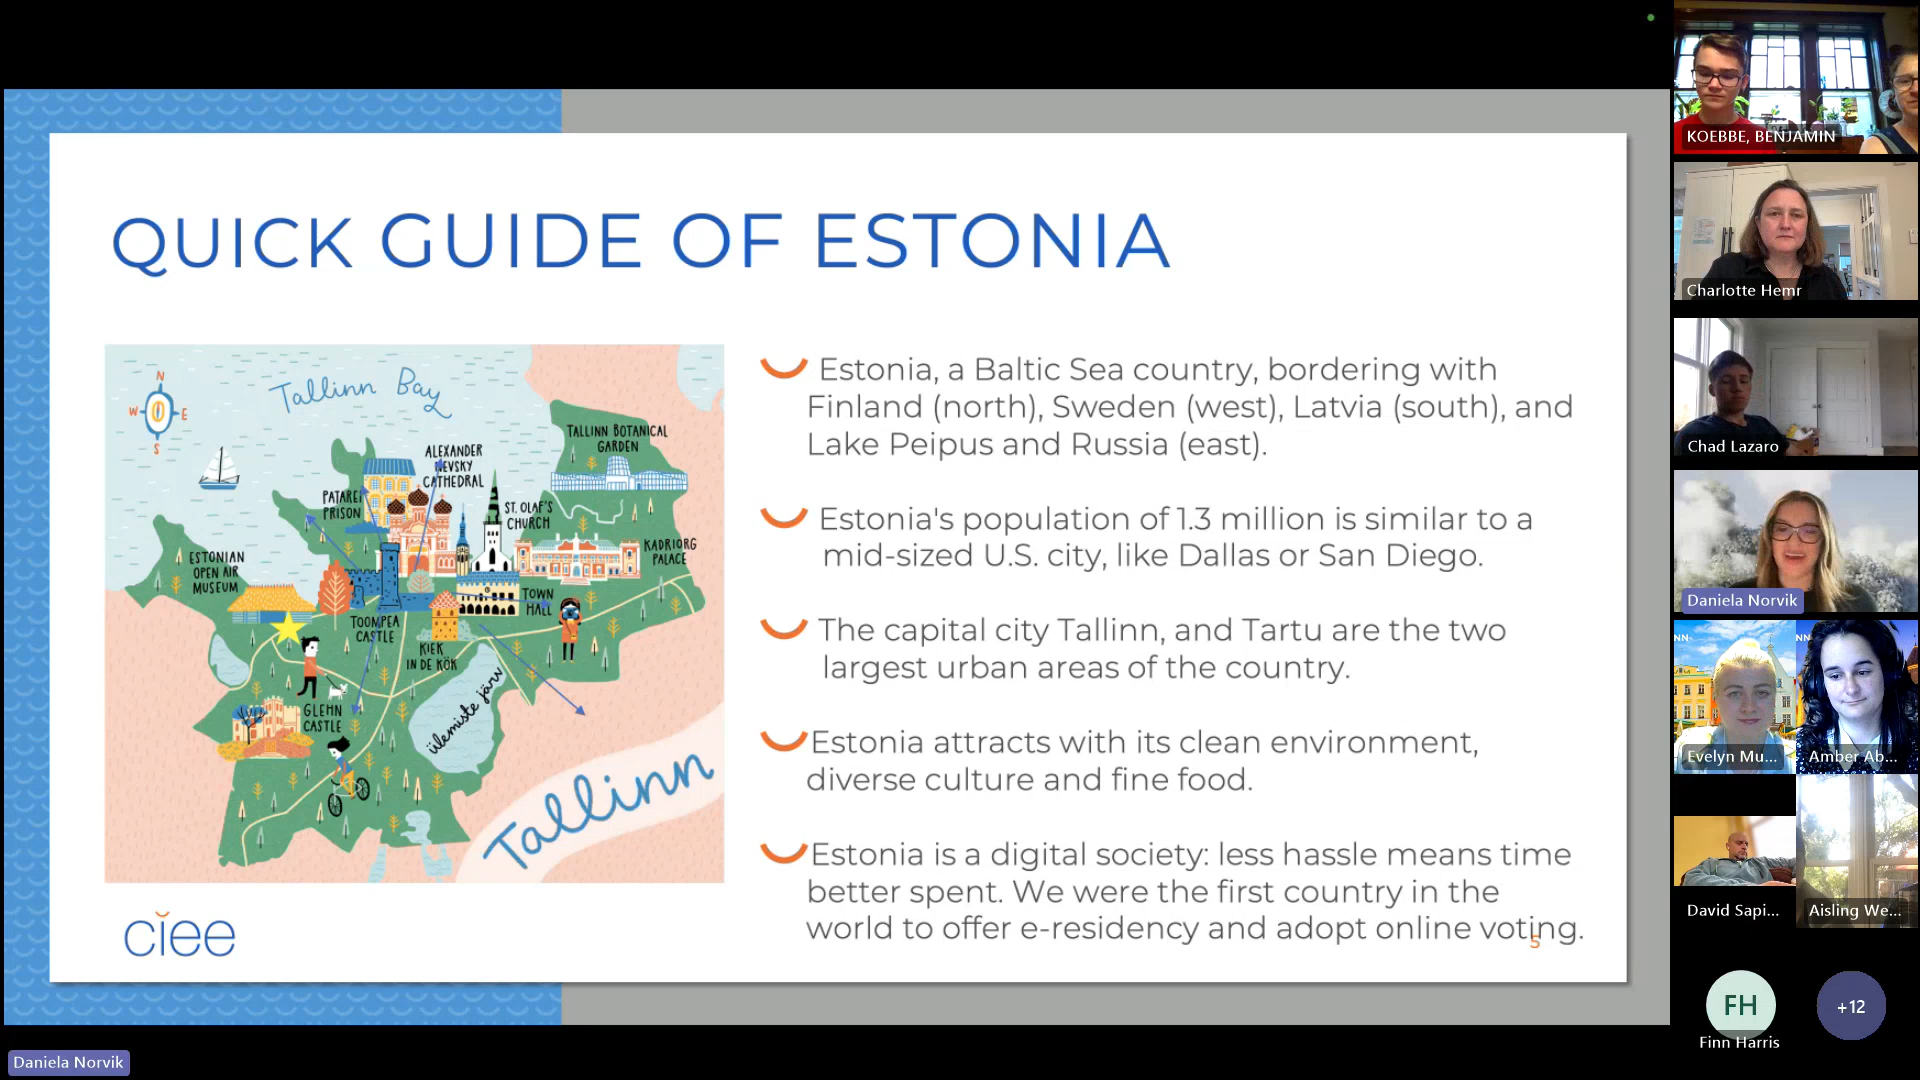 QUICK GUIDE OF ESTONIA
Tallinn Bay
N
W
E
S
TALLINN BOTANICAL
GARDEN
ALEXANDER
NEVSKY
CATHEDRAL
PATAREI
PRISON
ST. OLAF'S
CHURCH
KADRIORG
PALACE
ESTONIAN
OPEN AIR
MUSEUM
TOWN
HALL
TOOMPEA
CASTLE
KIEK
IN DE KÖK
GLEHN
CASTLE
ülemiste järv
Tallinn
ciee
Estonia, a Baltic Sea country, bordering with
Finland (north), Sweden (west), Latvia (south), and
Lake Peipus and Russia (east).
Estonia's population of 1.3 million is similar to a
mid-sized U.S. city, like Dallas or San Diego.
The capital city Tallinn, and Tartu are the two
largest urban areas of the country.
Estonia attracts with its clean environment,
diverse culture and fine food.
Estonia is a digital society: less hassle means time
better spent. We were the first country in the
world to offer e-residency and adopt online voting.
5
KOEBBE, BENJAMIN
Charlotte Hemr
Chad Lazaro
Daniela Norvik
NN
NN
Evelyn Mu...
Amber Ab...
David Sapi...
Aisling We...
FH
+12
Finn Harris
Daniela Norvik